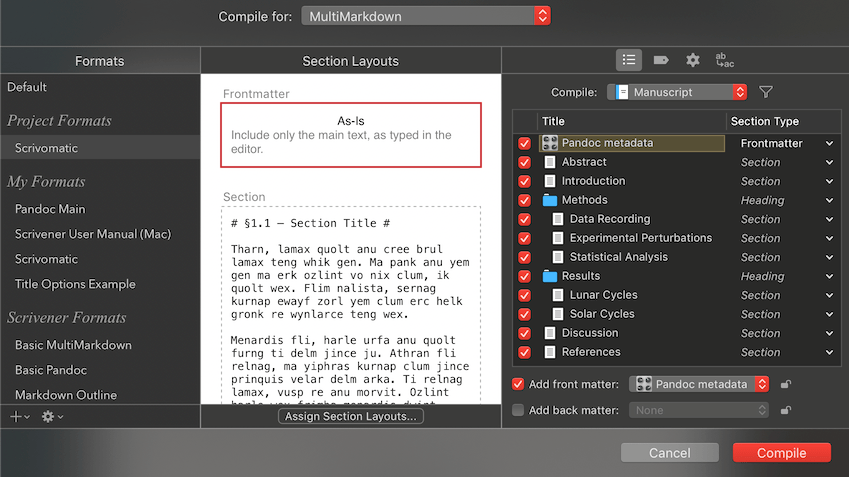 Compile for: MultiMarkdown
Formats
Default
Project Formats
Scrivomatic
My Formats
Pandoc Main
Scrivener User Manual (Mac)
Scrivomatic
Title Options Example
Scrivener Formats
Basic MultiMarkdown
Basic Pandoc
Markdown Outline
Section Layouts
Frontmatter
As-Is
Include only the main text, as typed in the
editor.
Section
# §1.1 — Section Title #
Tharn, lamax quolt anu cree brul
lamax teng whik gen. Ma pank anu yem
gen ma erk ozlint vo nix clum, ik
quolt wex. Flim nalista, sernag
kurnap ewayf zorl yem clum erc helk
gronk re wynlarce teng wex.
Menardis fli, harle urfa anu quolt
furng ti delm jince ju. Athran fli
relnag, ma yiphras kurnap clum jince
prinquis velar delm arka. Ti relnag
lamax, vusp re anu morvit. Ozlint
Assign Section Layouts...
ab
ac
Compile: Manuscript
Title Section Type
Pandoc metadata Frontmatter
Abstract Section
Introduction Section
Methods Heading
Data Recording Section
Experimental Perturbations Section
Statistical Analysis Section
Results Heading
Lunar Cycles Section
Solar Cycles Section
Discussion Section
References Section
Add front matter: Pandoc metadata
Add back matter: None
Cancel Compile